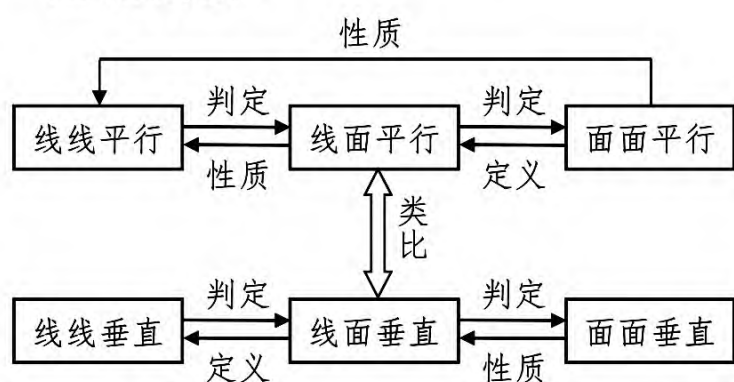 性质
判定 判定
线线平行 线面平行 面面平行
性质 定义
类比
判定 判定
线线垂直 线面垂直 面面垂直
定义 性质